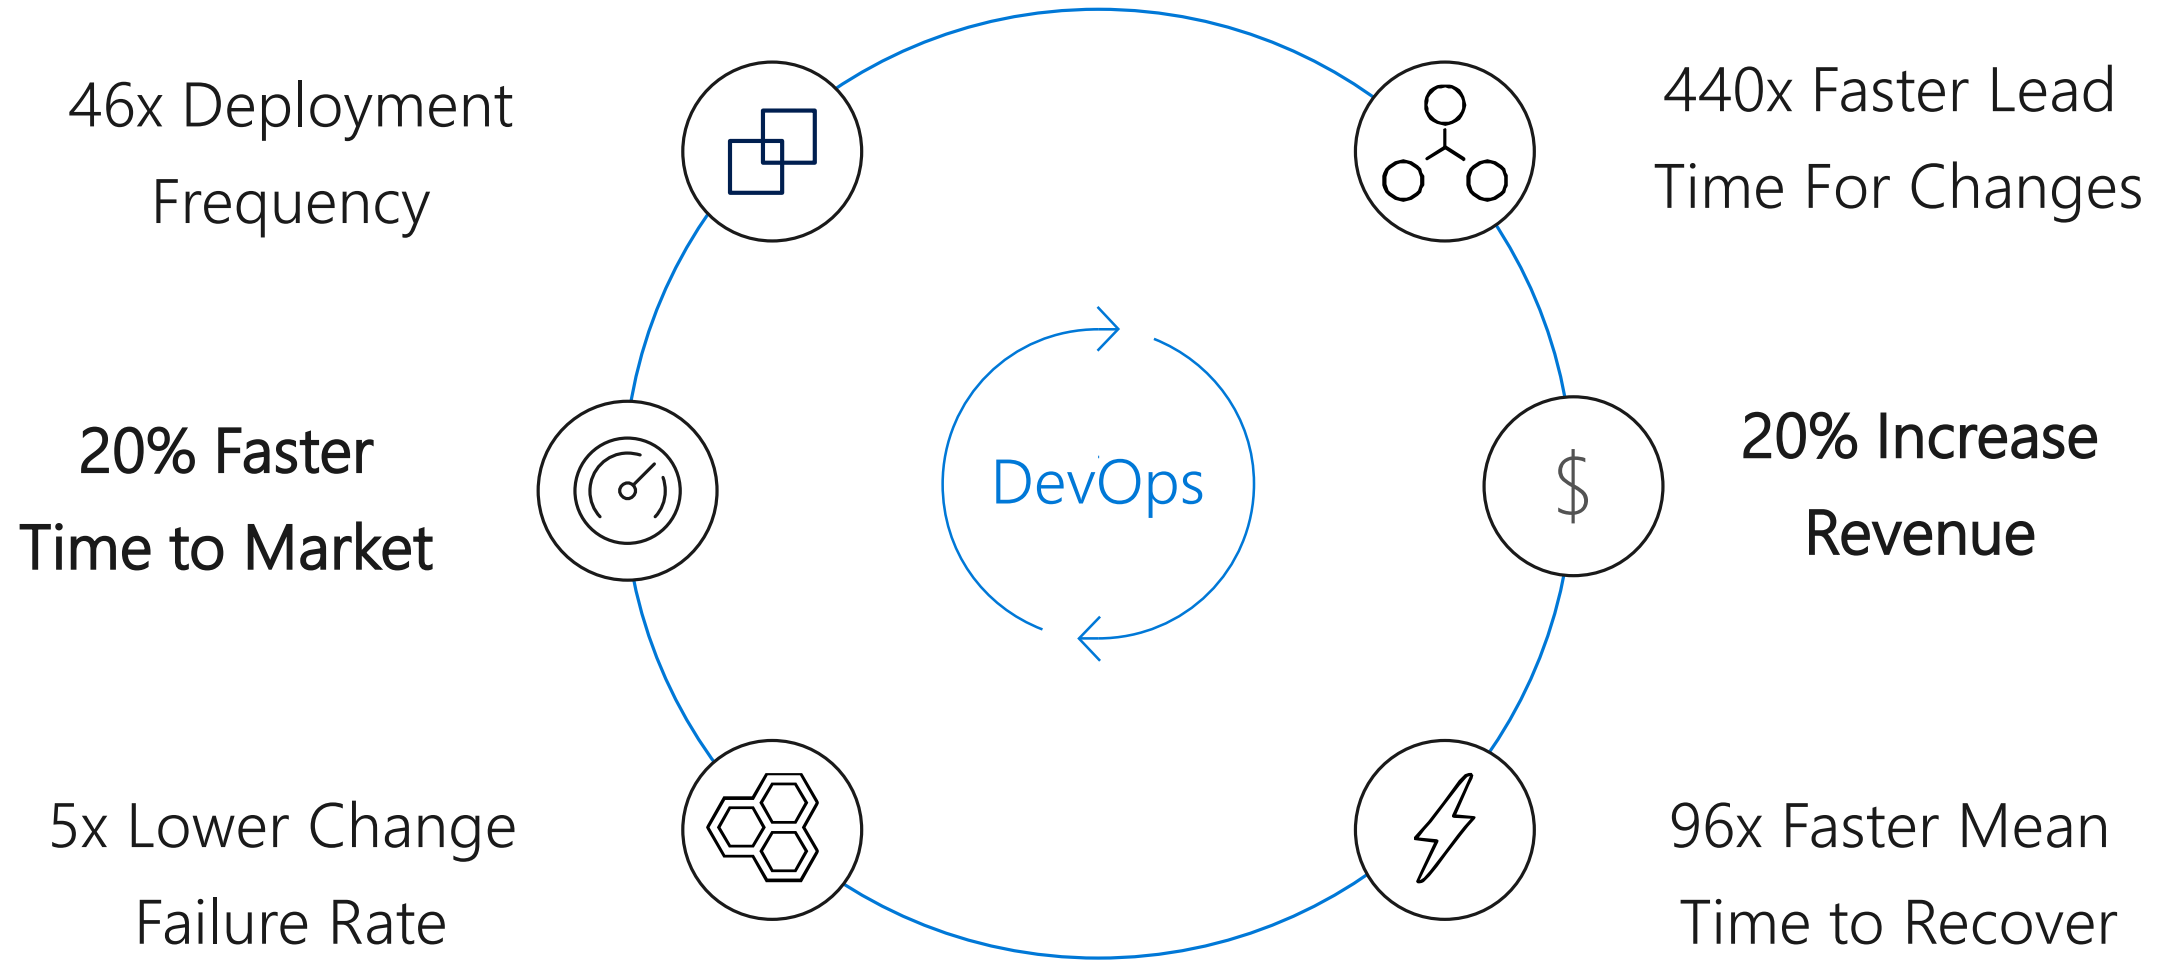 46x Deployment
Frequency
440x Faster Lead
Time For Changes
20% Faster
Time to Market
DevOps
$
20% Increase
Revenue
5x Lower Change
Failure Rate
96x Faster Mean
Time to Recover